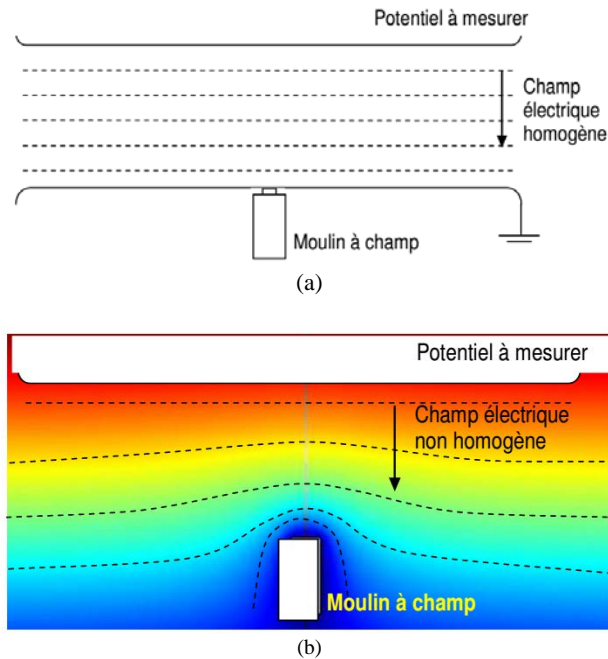 Potentiel à mesurer
Champ
électrique
homogène
Moulin à champ
(a)
Potentiel à mesurer
Champ électrique
non homogène
Moulin à champ
(b)